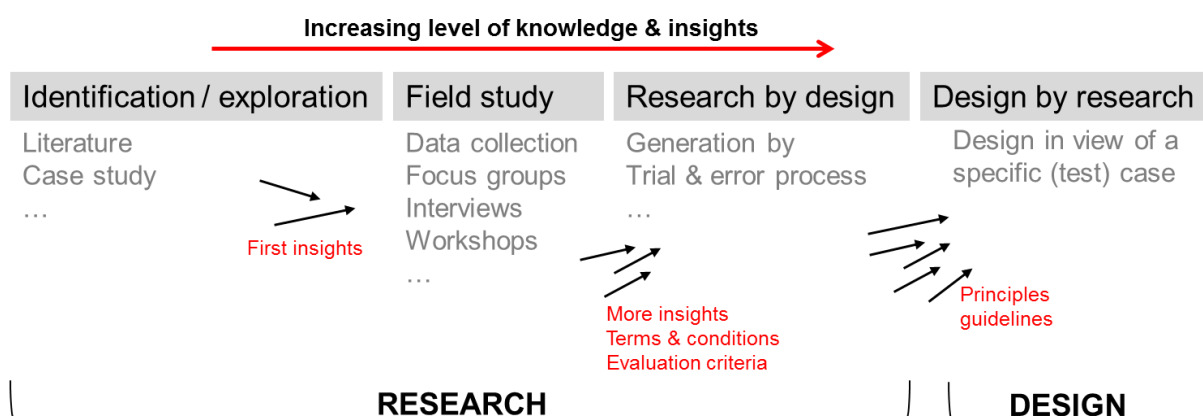 Increasing level of knowledge & insights
Identification / exploration
Literature
Case study
…
First insights
Field study
Data collection
Focus groups
Interviews
Workshops
…
Research by design
Generation by
Trial & error process
…
More insights
Terms & conditions
Evaluation criteria
Design by research
Design in view of a
specific (test) case
Principles
guidelines
RESEARCH
DESIGN